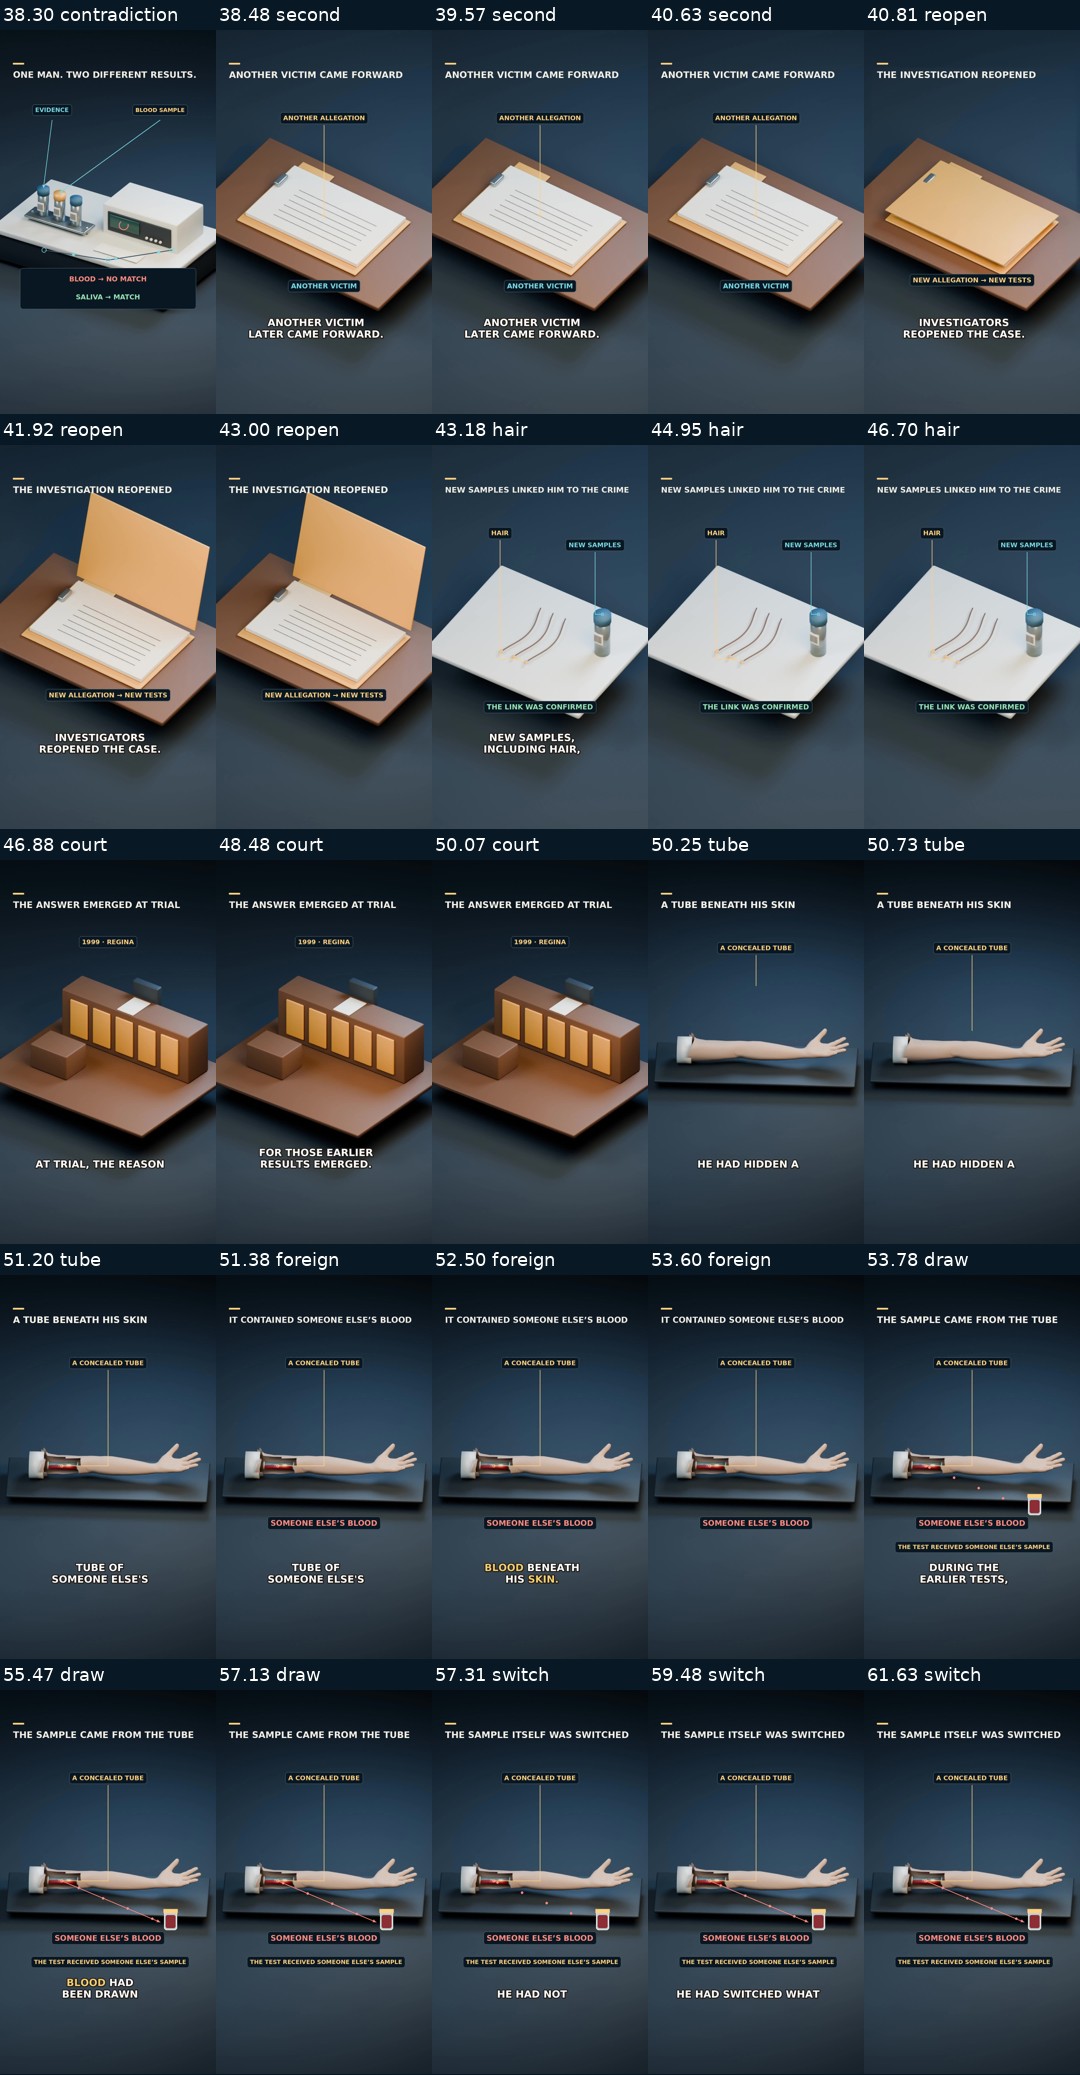 38.30 contradiction
ONE MAN. TWO DIFFERENT RESULTS.
EVIDENCE
BLOOD SAMPLE
BLOOD → NO MATCH
SALIVA → MATCH
38.48 second
ANOTHER VICTIM CAME FORWARD
ANOTHER ALLEGATION
ANOTHER VICTIM
ANOTHER VICTIM
LATER CAME FORWARD.
39.57 second
ANOTHER VICTIM CAME FORWARD
ANOTHER ALLEGATION
ANOTHER VICTIM
ANOTHER VICTIM
LATER CAME FORWARD.
40.63 second
ANOTHER VICTIM CAME FORWARD
ANOTHER ALLEGATION
ANOTHER VICTIM
40.81 reopen
THE INVESTIGATION REOPENED
NEW ALLEGATION → NEW TESTS
INVESTIGATORS
REOPENED THE CASE.
41.92 reopen
THE INVESTIGATION REOPENED
NEW ALLEGATION → NEW TESTS
INVESTIGATORS
REOPENED THE CASE.
43.00 reopen
THE INVESTIGATION REOPENED
NEW ALLEGATION → NEW TESTS
43.18 hair
NEW SAMPLES LINKED HIM TO THE CRIME
HAIR
NEW SAMPLES
THE LINK WAS CONFIRMED
NEW SAMPLES,
INCLUDING HAIR,
44.95 hair
NEW SAMPLES LINKED HIM TO THE CRIME
HAIR
NEW SAMPLES
THE LINK WAS CONFIRMED
46.70 hair
NEW SAMPLES LINKED HIM TO THE CRIME
HAIR
NEW SAMPLES
THE LINK WAS CONFIRMED
46.88 court
THE ANSWER EMERGED AT TRIAL
1999 · REGINA
AT TRIAL, THE REASON
48.48 court
THE ANSWER EMERGED AT TRIAL
1999 · REGINA
FOR THOSE EARLIER
RESULTS EMERGED.
50.07 court
THE ANSWER EMERGED AT TRIAL
1999 · REGINA
50.25 tube
A TUBE BENEATH HIS SKIN
A CONCEALED TUBE
HE HAD HIDDEN A
50.73 tube
A TUBE BENEATH HIS SKIN
A CONCEALED TUBE
HE HAD HIDDEN A
51.20 tube
A TUBE BENEATH HIS SKIN
A CONCEALED TUBE
TUBE OF
SOMEONE ELSE'S
51.38 foreign
IT CONTAINED SOMEONE ELSE’S BLOOD
A CONCEALED TUBE
SOMEONE ELSE’S BLOOD
TUBE OF
SOMEONE ELSE'S
52.50 foreign
IT CONTAINED SOMEONE ELSE’S BLOOD
A CONCEALED TUBE
SOMEONE ELSE’S BLOOD
BLOOD BENEATH
HIS SKIN.
53.60 foreign
IT CONTAINED SOMEONE ELSE’S BLOOD
A CONCEALED TUBE
SOMEONE ELSE’S BLOOD
53.78 draw
THE SAMPLE CAME FROM THE TUBE
A CONCEALED TUBE
SOMEONE ELSE’S BLOOD
THE TEST RECEIVED SOMEONE ELSE’S SAMPLE
DURING THE
EARLIER TESTS,
55.47 draw
THE SAMPLE CAME FROM THE TUBE
A CONCEALED TUBE
SOMEONE ELSE’S BLOOD
THE TEST RECEIVED SOMEONE ELSE’S SAMPLE
BLOOD HAD
BEEN DRAWN
57.13 draw
THE SAMPLE CAME FROM THE TUBE
A CONCEALED TUBE
SOMEONE ELSE’S BLOOD
THE TEST RECEIVED SOMEONE ELSE’S SAMPLE
57.31 switch
THE SAMPLE ITSELF WAS SWITCHED
A CONCEALED TUBE
SOMEONE ELSE’S BLOOD
THE TEST RECEIVED SOMEONE ELSE’S SAMPLE
HE HAD NOT
59.48 switch
THE SAMPLE ITSELF WAS SWITCHED
A CONCEALED TUBE
SOMEONE ELSE’S BLOOD
THE TEST RECEIVED SOMEONE ELSE’S SAMPLE
HE HAD SWITCHED WHAT
61.63 switch
THE SAMPLE ITSELF WAS SWITCHED
A CONCEALED TUBE
SOMEONE ELSE’S BLOOD
THE TEST RECEIVED SOMEONE ELSE’S SAMPLE